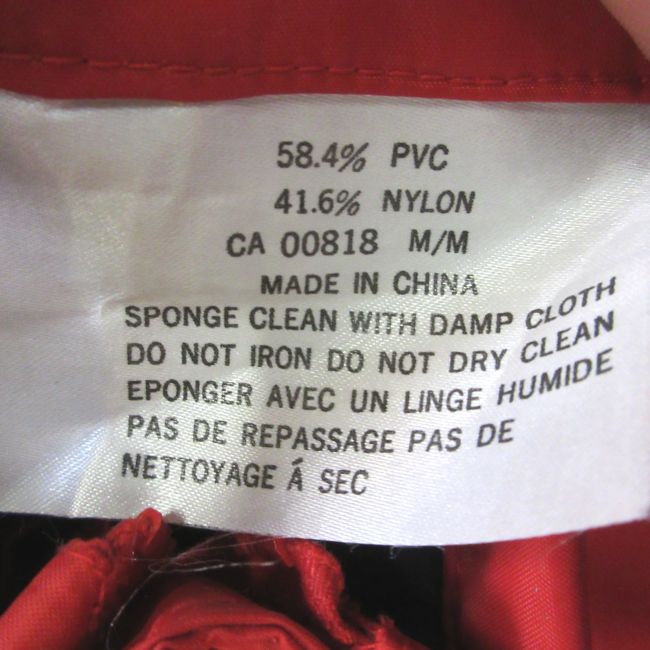 58.4% PVC
41.6% NYLON
CA 00818 M/M
MADE IN CHINA
SPONGE CLEAN WITH DAMP CLOTH
DO NOT IRON DO NOT DRY CLEAN
EPONGER AVEC UN LINGE HUMIDE
PAS DE REPASSAGE PAS DE
NETTOYAGE Á SEC